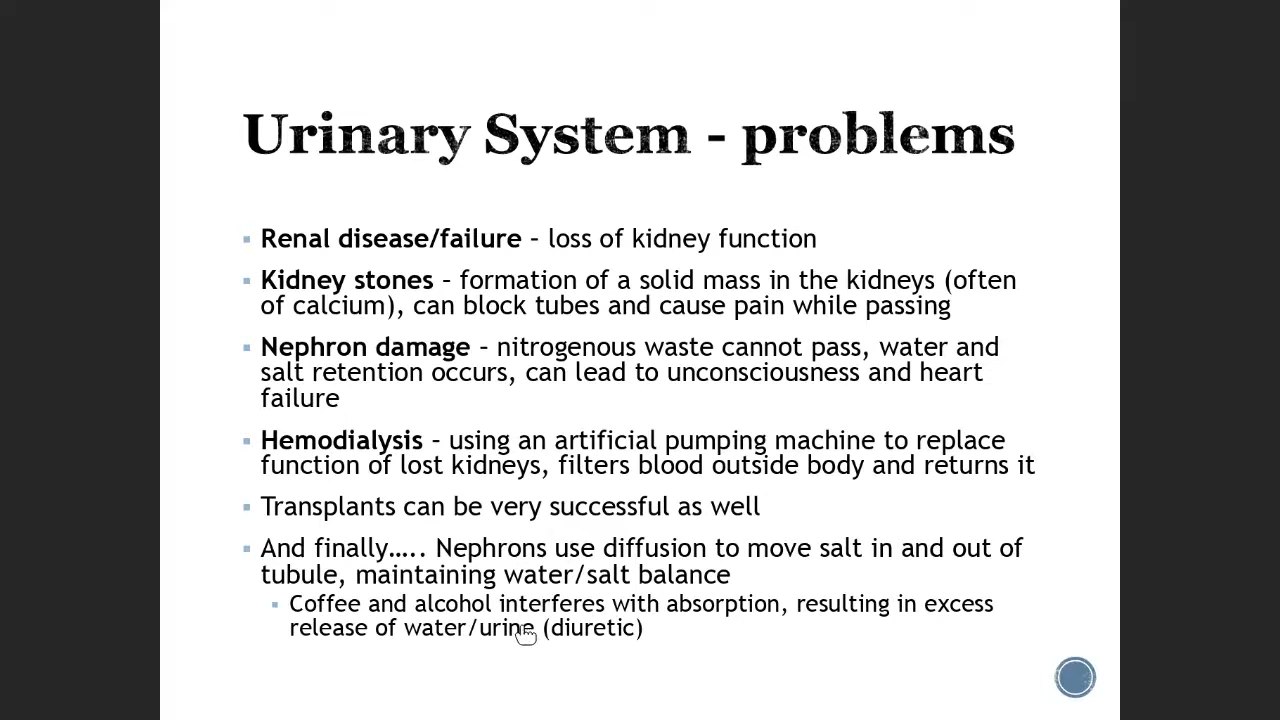 Urinary System - problems
▪ Renal disease/failure – loss of kidney function
▪ Kidney stones – formation of a solid mass in the kidneys (often
of calcium), can block tubes and cause pain while passing
▪ Nephron damage – nitrogenous waste cannot pass, water and
salt retention occurs, can lead to unconsciousness and heart
failure
▪ Hemodialysis – using an artificial pumping machine to replace
function of lost kidneys, filters blood outside body and returns it
▪ Transplants can be very successful as well
▪ And finally….. Nephrons use diffusion to move salt in and out of
tubule, maintaining water/salt balance
▪ Coffee and alcohol interferes with absorption, resulting in excess
release of water/urine (diuretic)